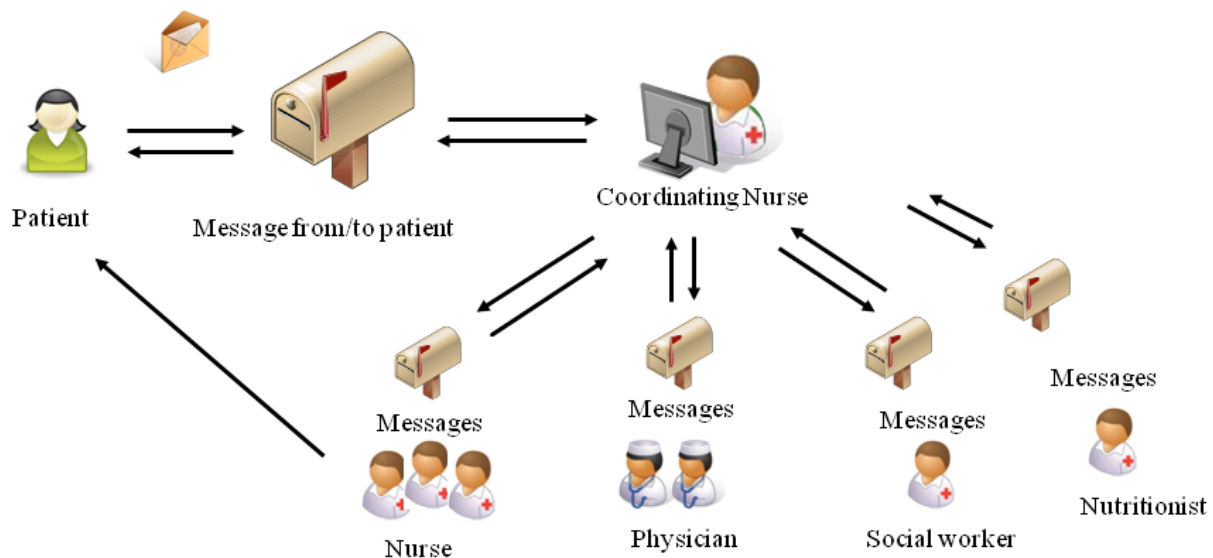 Patient
Message from/to patient
Coordinating Nurse
Messages
Messages
Messages
Messages
Nurse
Physician
Social worker
Nutritionist